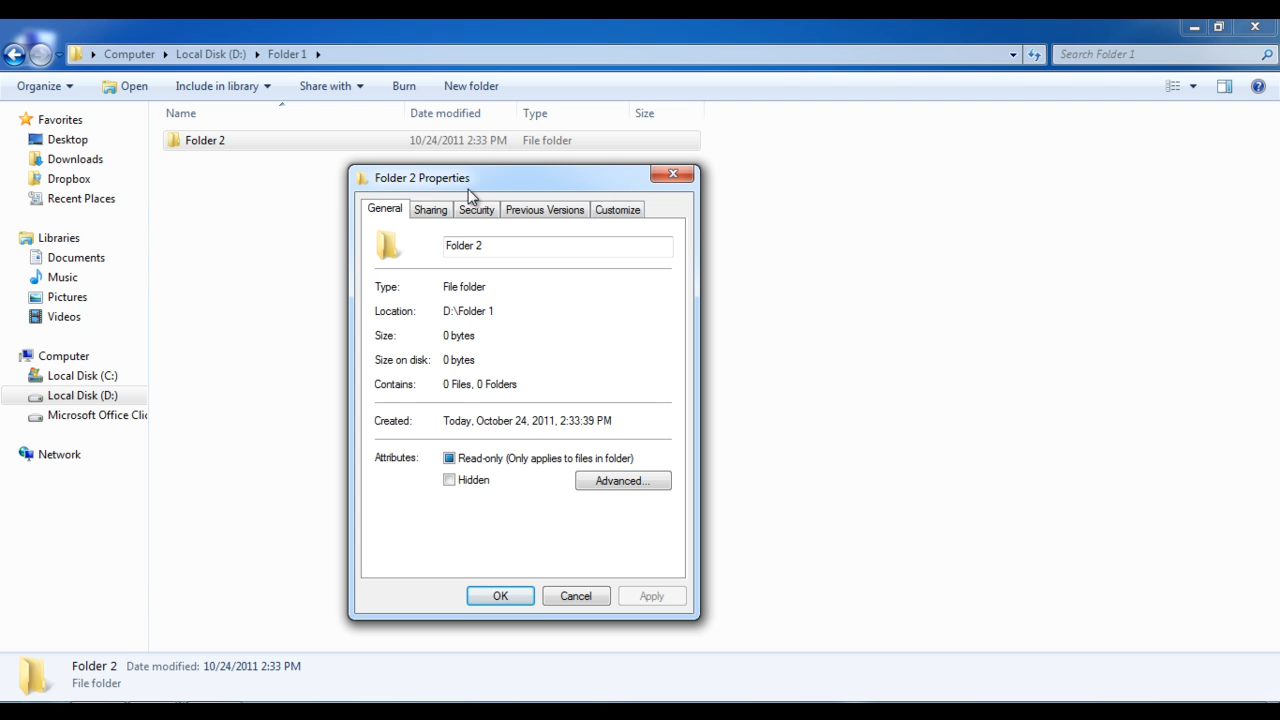 Computer Local Disk (D:) Folder 1 Search Folder 1
Organize Open Include in library Share with Burn New folder
Favorites
Desktop
Downloads
Dropbox
Recent Places
Libraries
Documents
Music
Pictures
Videos
Computer
Local Disk (C:)
Local Disk (D:)
Microsoft Office Clic
Network
Name Date modified Type Size
Folder 2 10/24/2011 2:33 PM File folder
Folder 2 Properties
General Sharing Security Previous Versions Customize
Folder 2
Type: File folder
Location: D:\Folder 1
Size: 0 bytes
Size on disk: 0 bytes
Contains: 0 Files, 0 Folders
Created: Today, October 24, 2011, 2:33:39 PM
Attributes: Read-only (Only applies to files in folder)
Hidden Advanced...
OK Cancel Apply
Folder 2 Date modified: 10/24/2011 2:33 PM
File folder